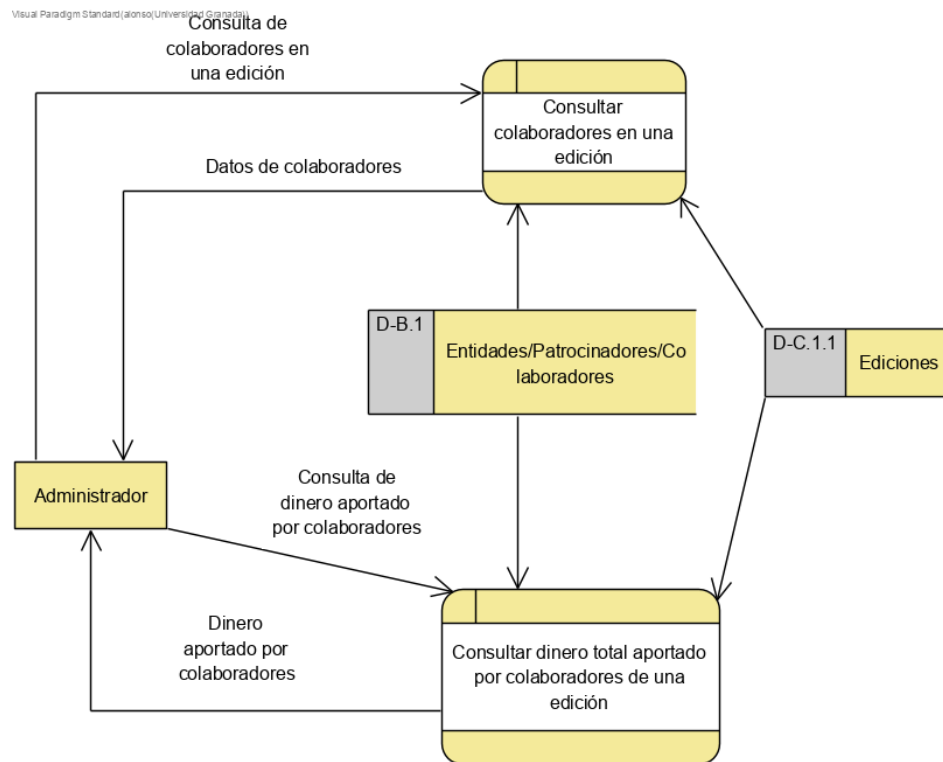 Visual Paradigm Standard(alonso(Universidad Granada))
Consulta de
colaboradores en
una edición
Consultar
colaboradores en una
edición
Datos de colaboradores
D-B.1
Entidades/Patrocinadores/Co
laboradores
D-C.1.1
Ediciones
Administrador
Consulta de
dinero aportado
por colaboradores
Dinero
aportado por
colaboradores
Consultar dinero total aportado
por colaboradores de una
edición